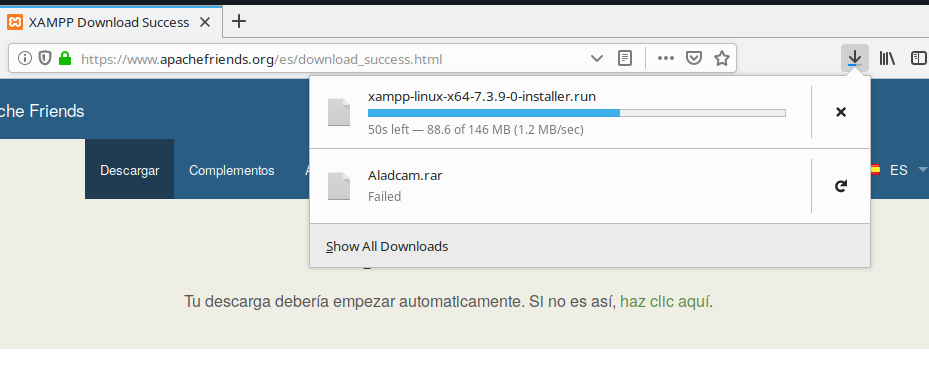 XAMPP Download Success
https://www.apachefriends.org/es/download_success.html
xampp-linux-x64-7.3.9-0-installer.run
50s left — 88.6 of 146 MB (1.2 MB/sec)
Aladcam.rar
Failed
Show All Downloads
che Friends
Descargar
Complementos
A
ES
Tu descarga debería empezar automaticamente. Si no es así, haz clic aquí.